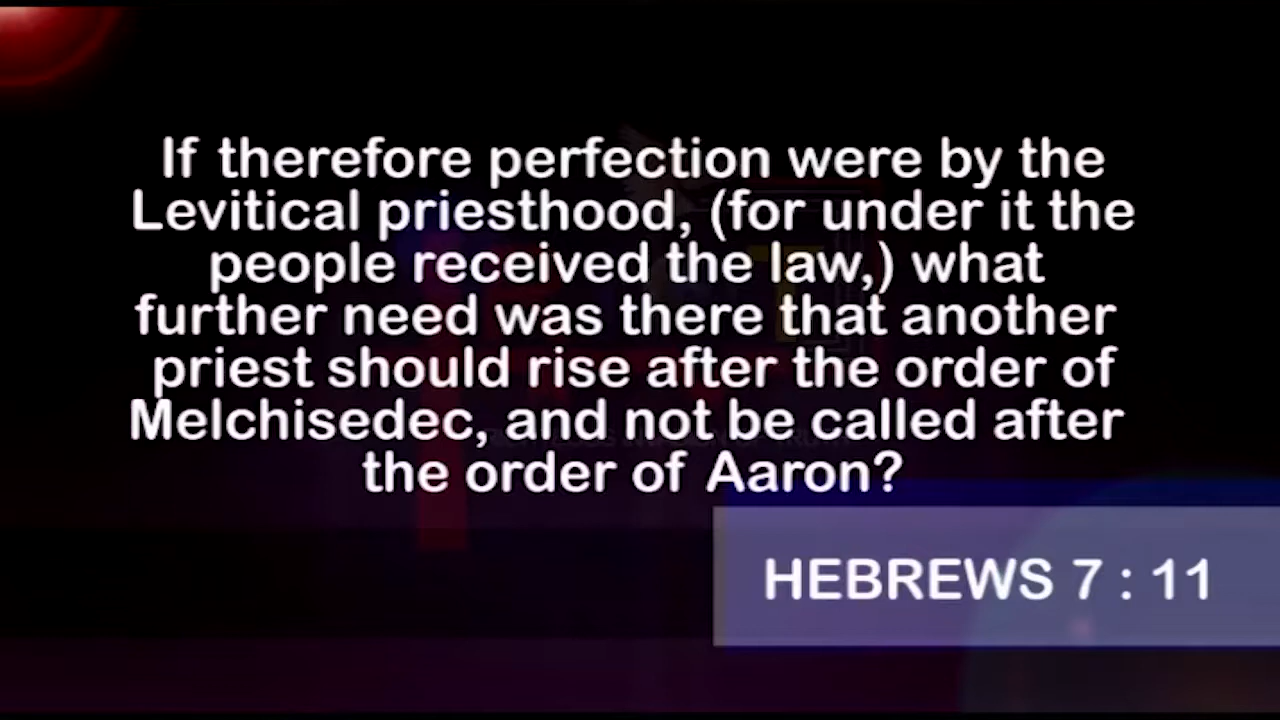 If therefore perfection were by the
Levitical priesthood, (for under it the
people received the law,) what
further need was there that another
priest should rise after the order of
Melchisedec, and not be called after
the order of Aaron?
HEBREWS 7 : 11